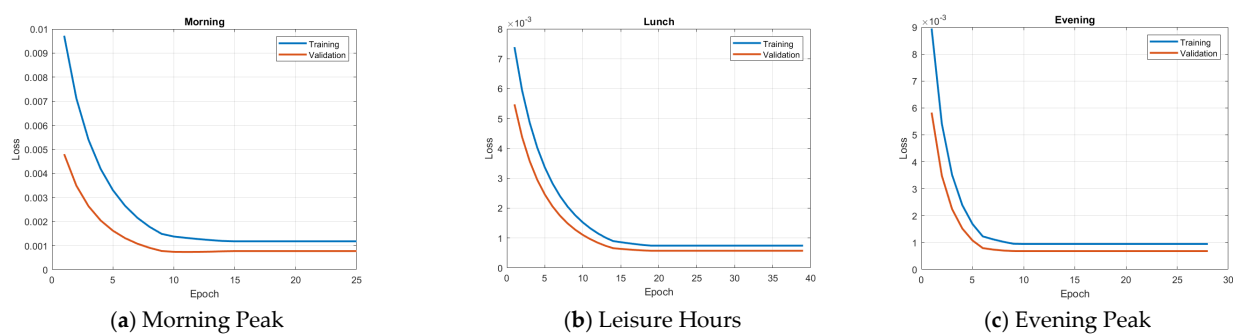 Morning
0.01
0.009
0.008
0.007
0.006
0.005
0.004
0.003
0.002
0.001
0
Loss
0 5 10 15 20 25
Epoch
Training
Validation
(a) Morning Peak
Lunch
×10⁻³
8
7
6
5
4
3
2
1
0
Loss
0 5 10 15 20 25 30 35 40
Epoch
Training
Validation
(b) Leisure Hours
Evening
×10⁻³
9
8
7
6
5
4
3
2
1
0
Loss
0 5 10 15 20 25 30
Epoch
Training
Validation
(c) Evening Peak